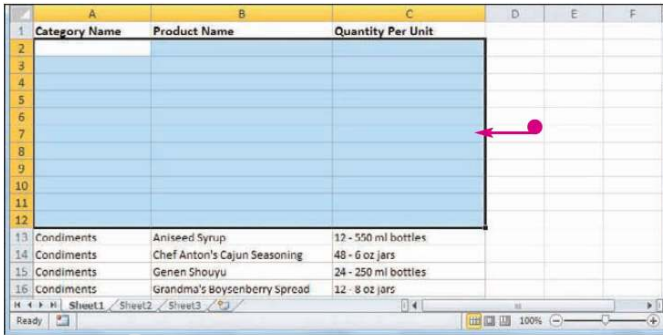 A B C D E F
1 Category Name Product Name Quantity Per Unit
2
3
4
5
6
7
8
9
10
11
12
13 Condiments Aniseed Syrup 12 - 550 ml bottles
14 Condiments Chef Anton's Cajun Seasoning 48 - 6 oz jars
15 Condiments Genen Shouyu 24 - 250 ml bottles
16 Condiments Grandma's Boysenberry Spread 12 - 8 oz jars
Sheet1 Sheet2 Sheet3
Ready 100%